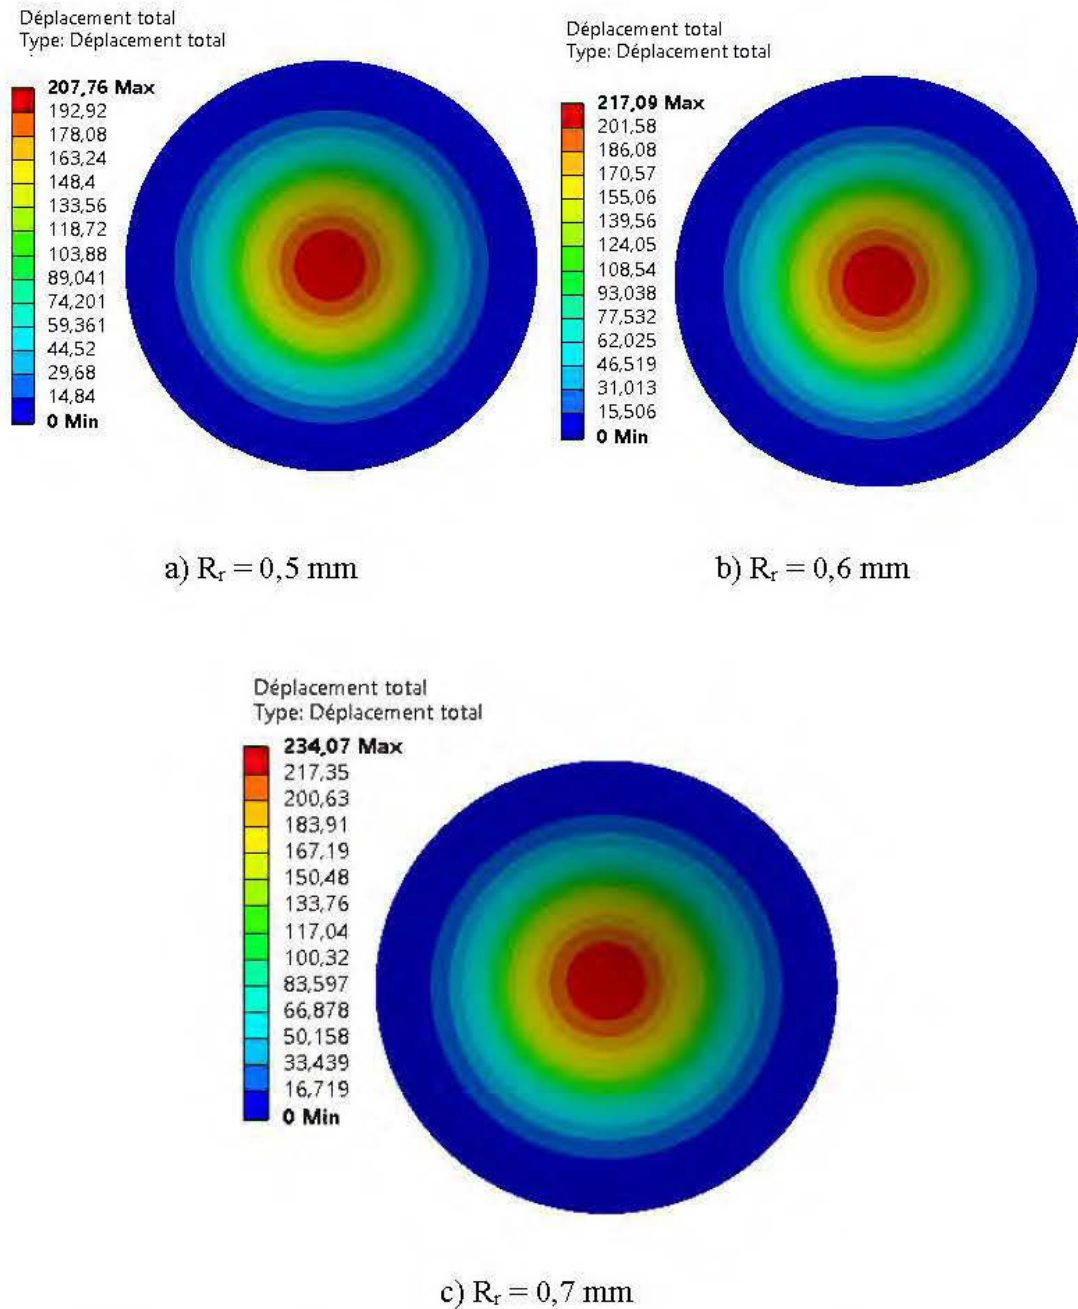 Déplacement total
Type: Déplacement total
207,76 Max
192,92
178,08
163,24
148,4
133,56
118,72
103,88
89,041
74,201
59,361
44,52
29,68
14,84
0 Min
a) Rᵣ = 0,5 mm
Déplacement total
Type: Déplacement total
217,09 Max
201,58
186,08
170,57
155,06
139,56
124,05
108,54
93,038
77,532
62,025
46,519
31,013
15,506
0 Min
b) Rᵣ = 0,6 mm
Déplacement total
Type: Déplacement total
234,07 Max
217,35
200,63
183,91
167,19
150,48
133,76
117,04
100,32
83,597
66,878
50,158
33,439
16,719
0 Min
c) Rᵣ = 0,7 mm